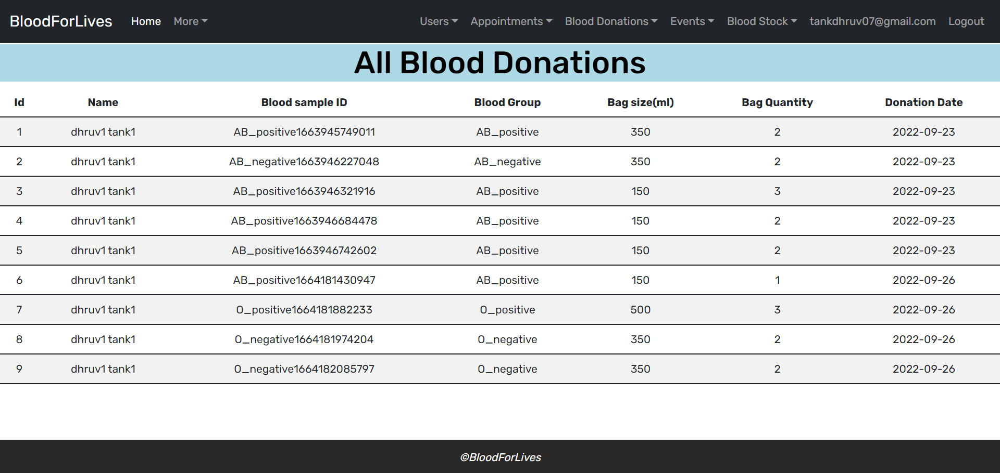 BloodForLives Home More Users Appointments Blood Donations Events Blood Stock tankdhruv07@gmail.com Logout
All Blood Donations
Id Name Blood sample ID Blood Group Bag size(ml) Bag Quantity Donation Date
1 dhruv1 tank1 AB_positive1663945749011 AB_positive 350 2 2022-09-23
2 dhruv1 tank1 AB_negative1663946227048 AB_negative 350 2 2022-09-23
3 dhruv1 tank1 AB_positive1663946321916 AB_positive 150 3 2022-09-23
4 dhruv1 tank1 AB_positive1663946684478 AB_positive 150 2 2022-09-23
5 dhruv1 tank1 AB_positive1663946742602 AB_positive 150 2 2022-09-23
6 dhruv1 tank1 AB_positive1664181430947 AB_positive 150 1 2022-09-26
7 dhruv1 tank1 O_positive1664181882233 O_positive 500 3 2022-09-26
8 dhruv1 tank1 O_negative1664181974204 O_negative 350 2 2022-09-26
9 dhruv1 tank1 O_negative1664182085797 O_negative 350 2 2022-09-26
©BloodForLives